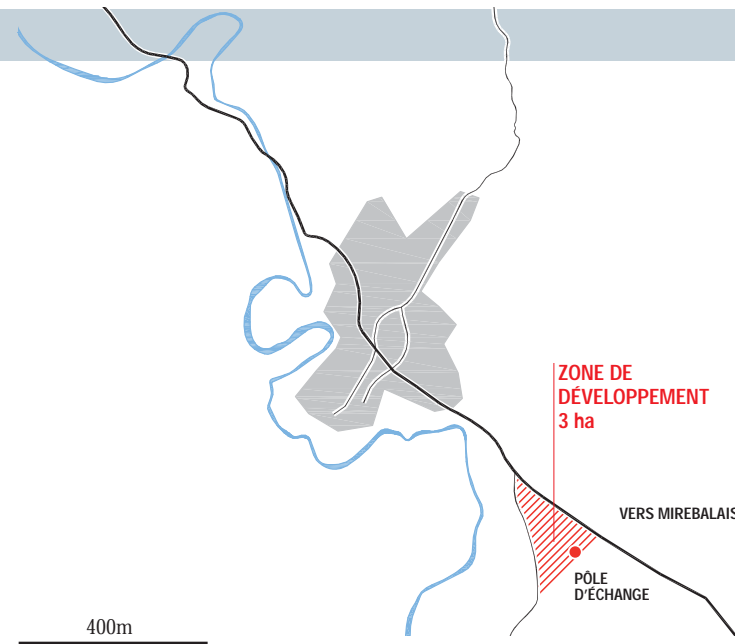 ZONE DE
DÉVELOPPEMENT
3 ha
VERS MIREBALAIS
PÔLE
D'ÉCHANGE
400m